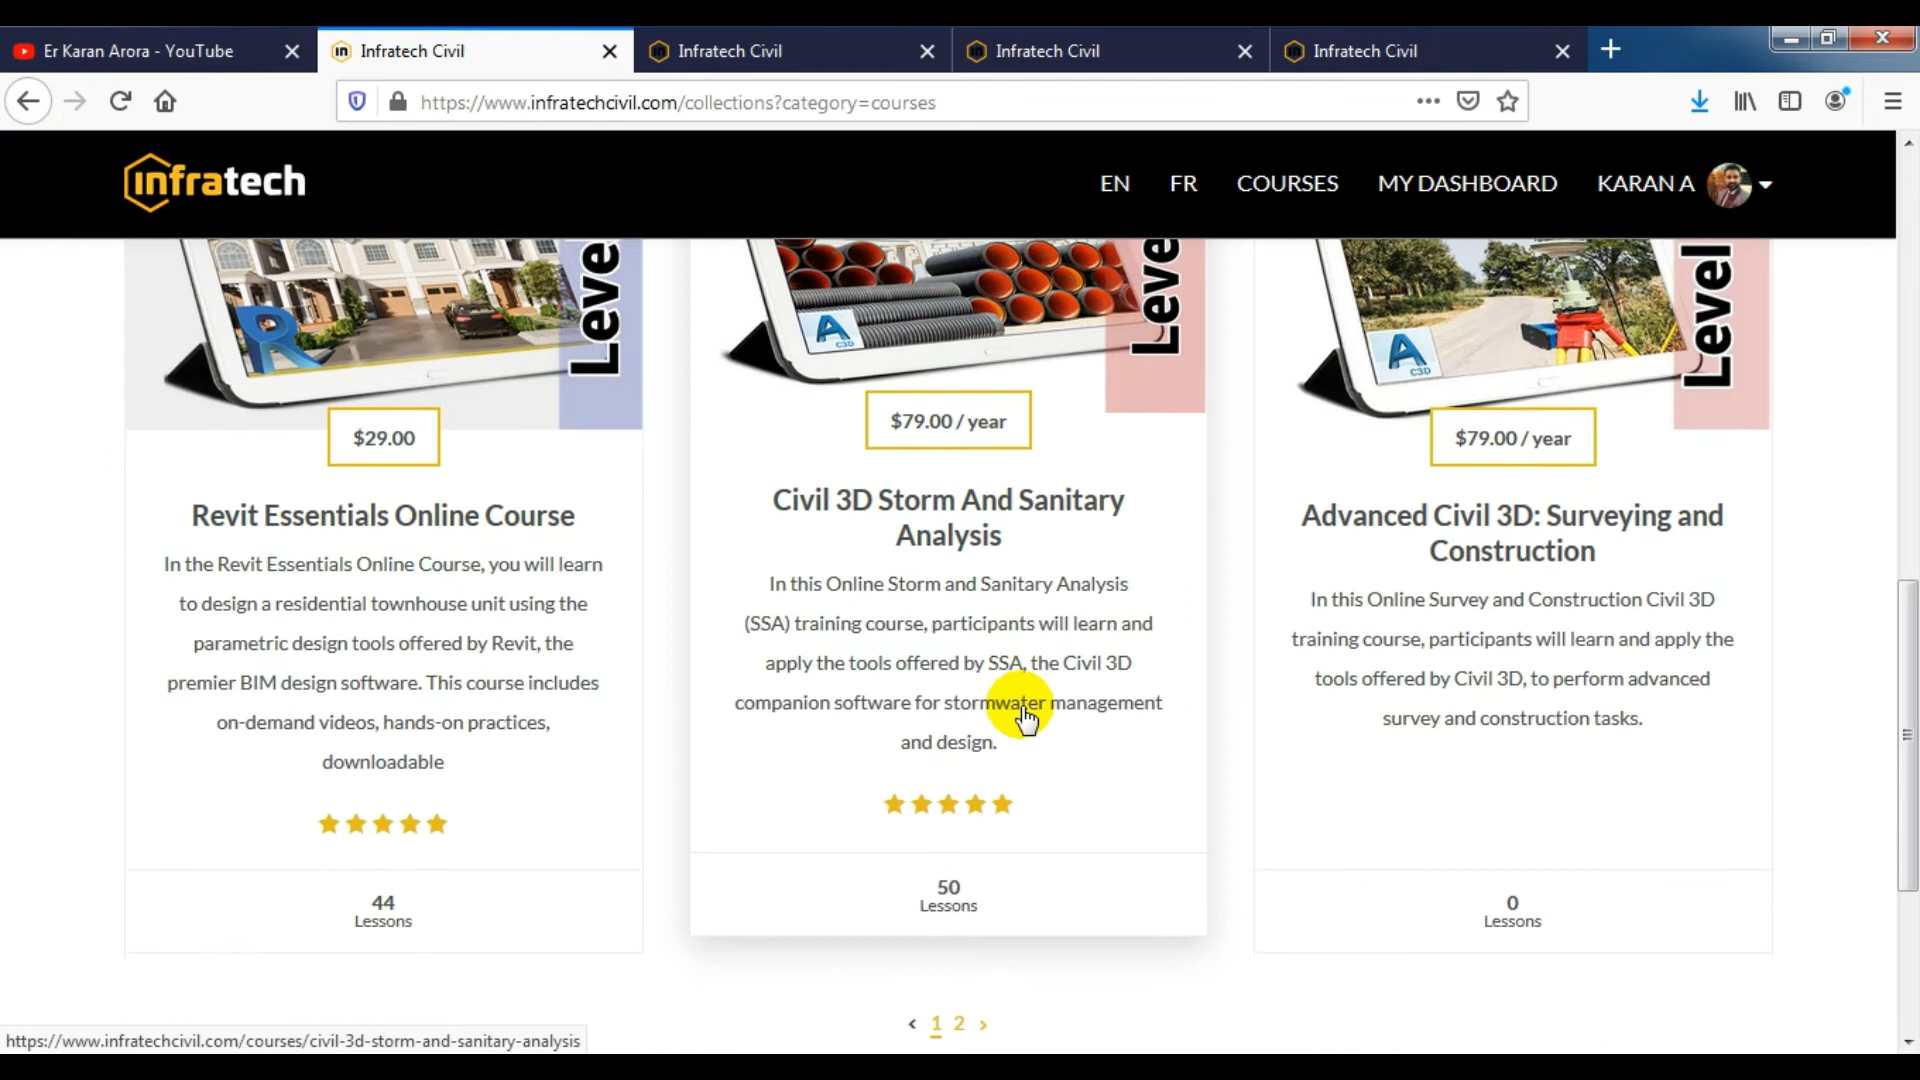 Er Karan Arora - YouTube
Infratech Civil
Infratech Civil
Infratech Civil
Infratech Civil
https://www.infratechcivil.com/collections?category=courses
infratech
EN
FR
COURSES
MY DASHBOARD
KARAN A
Level
Level
Level
R
A
C3D
A
C3D
$29.00
Revit Essentials Online Course
In the Revit Essentials Online Course, you will learn
to design a residential townhouse unit using the
parametric design tools offered by Revit, the
premier BIM design software. This course includes
on-demand videos, hands-on practices,
downloadable
44
Lessons
$79.00 / year
Civil 3D Storm And Sanitary
Analysis
In this Online Storm and Sanitary Analysis
(SSA) training course, participants will learn and
apply the tools offered by SSA, the Civil 3D
companion software for stormwater management
and design.
50
Lessons
$79.00 / year
Advanced Civil 3D: Surveying and
Construction
In this Online Survey and Construction Civil 3D
training course, participants will learn and apply the
tools offered by Civil 3D, to perform advanced
survey and construction tasks.
0
Lessons
< 1 2 >
https://www.infratechcivil.com/courses/civil-3d-storm-and-sanitary-analysis